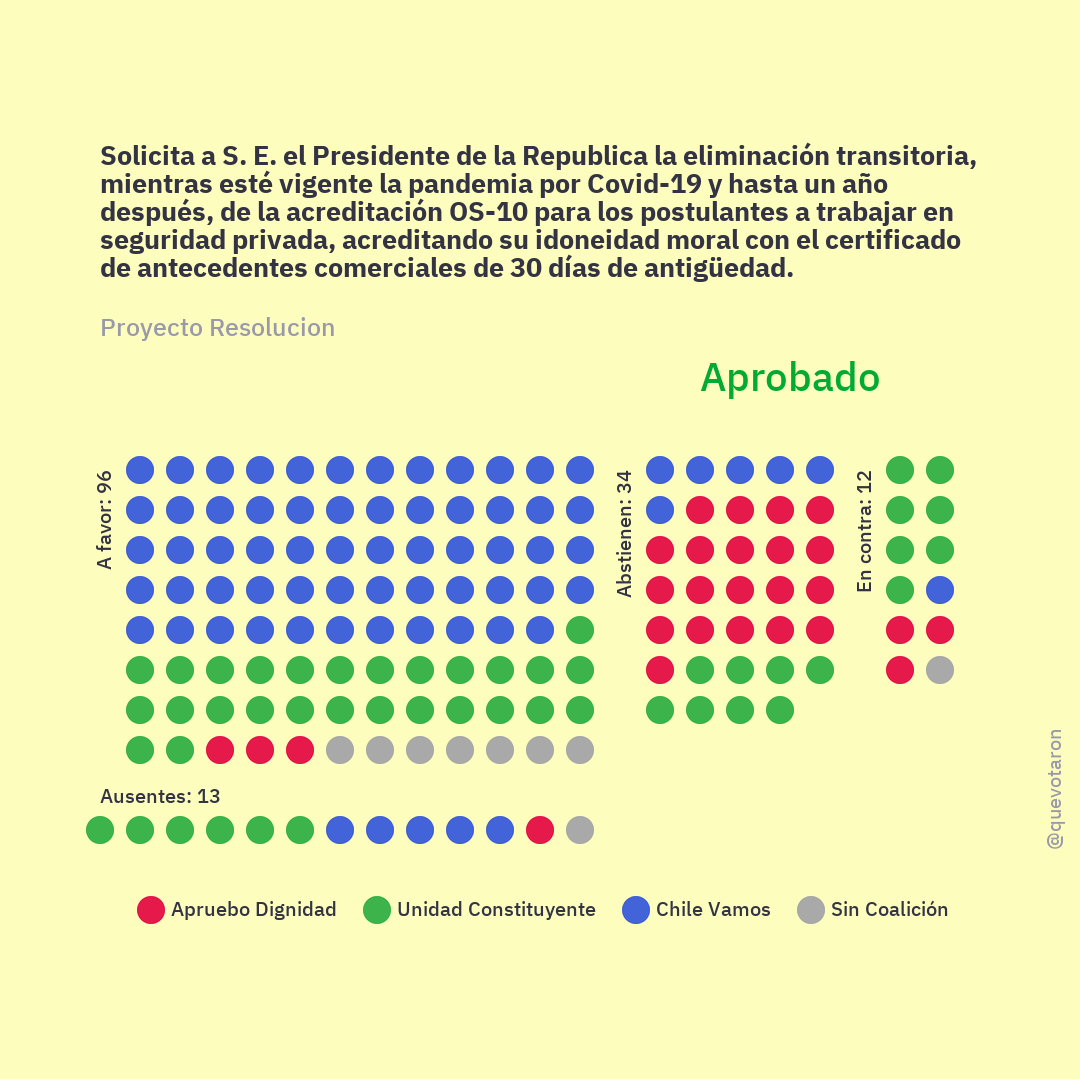 Solicita a S. E. el Presidente de la Republica la eliminación transitoria,
mientras esté vigente la pandemia por Covid-19 y hasta un año
después, de la acreditación OS-10 para los postulantes a trabajar en
seguridad privada, acreditando su idoneidad moral con el certificado
de antecedentes comerciales de 30 días de antigüedad.
Proyecto Resolucion
Aprobado
A favor: 96
Abstienen: 34
En contra: 12
Ausentes: 13
@quevotaron
Apruebo Dignidad
Unidad Constituyente
Chile Vamos
Sin Coalición